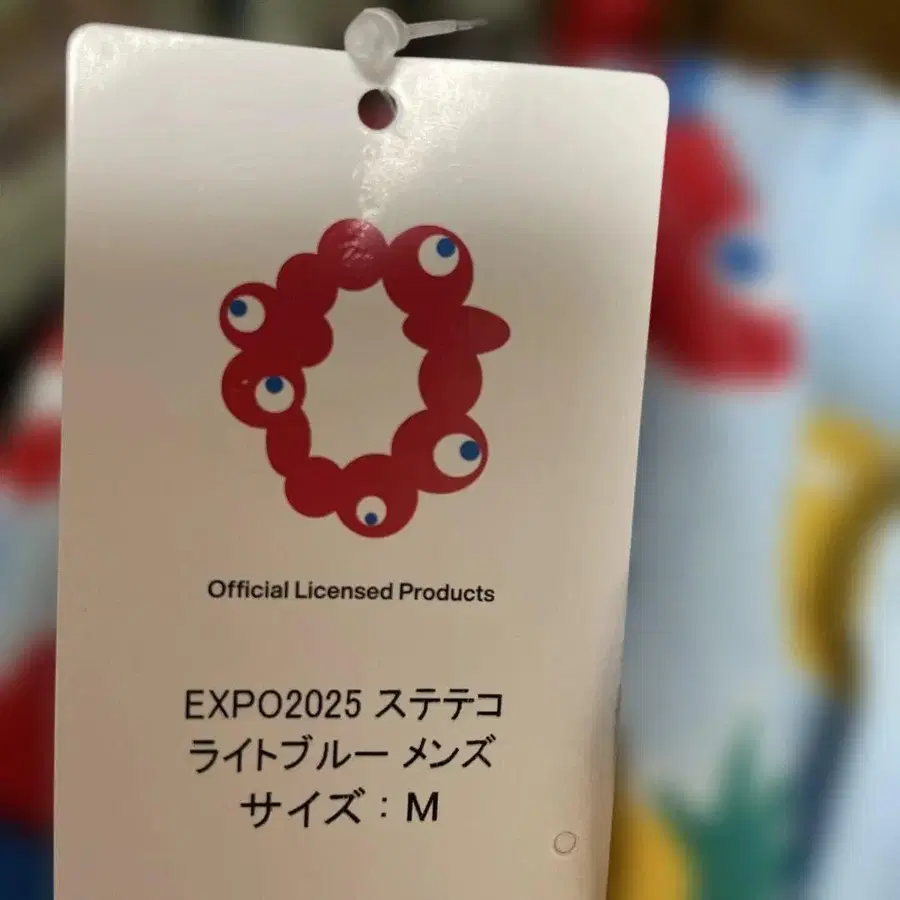 Official Licensed Products
EXPO2025 ステテコ
ライトブルー メンズ
サイズ：M